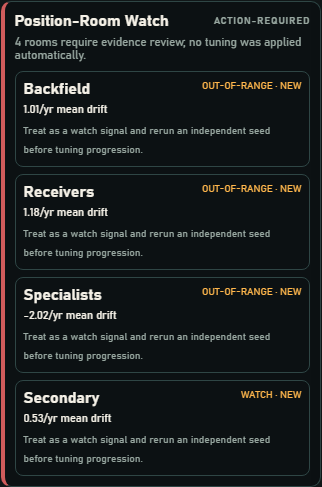 Position-Room Watch
ACTION-REQUIRED
4 rooms require evidence review; no tuning was applied
automatically.
Backfield
OUT-OF-RANGE · NEW
1.01/yr mean drift
Treat as a watch signal and rerun an independent seed
before tuning progression.
Receivers
OUT-OF-RANGE · NEW
1.18/yr mean drift
Treat as a watch signal and rerun an independent seed
before tuning progression.
Specialists
OUT-OF-RANGE · NEW
-2.02/yr mean drift
Treat as a watch signal and rerun an independent seed
before tuning progression.
Secondary
WATCH · NEW
0.53/yr mean drift
Treat as a watch signal and rerun an independent seed
before tuning progression.